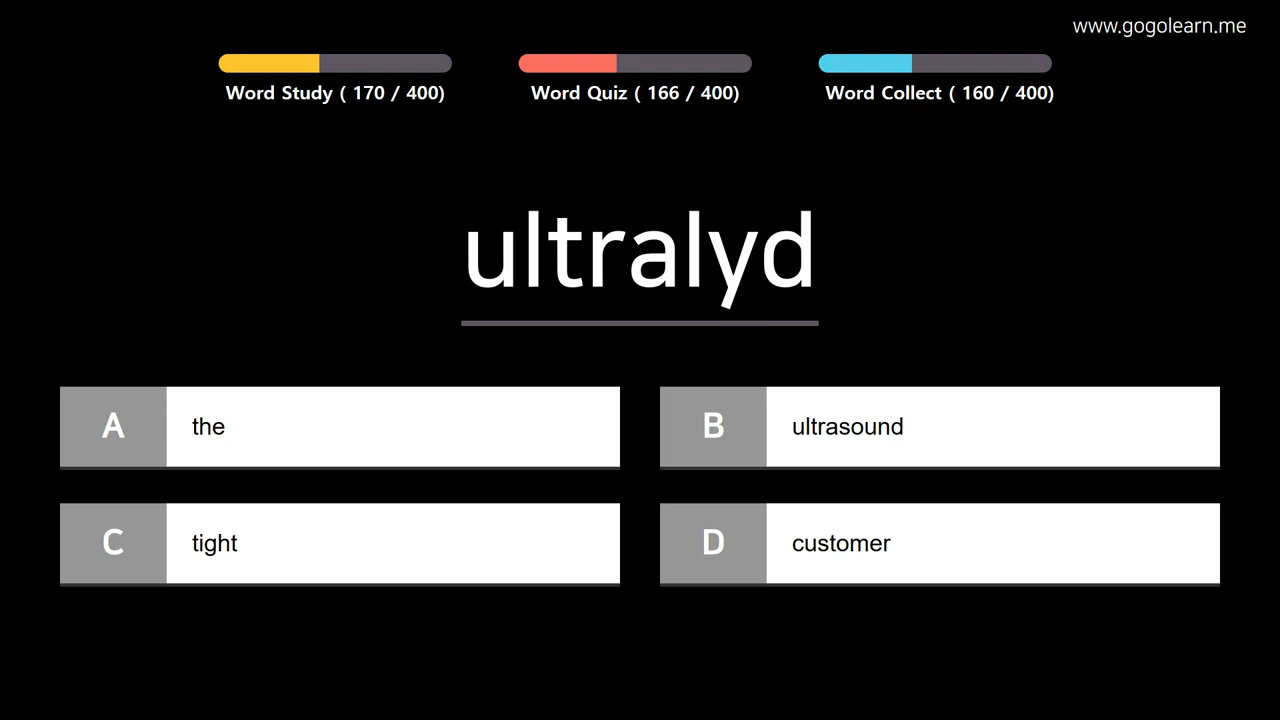 www.gogolearn.me
Word Study ( 170 / 400)
Word Quiz ( 166 / 400)
Word Collect ( 160 / 400)
ultralyd
A
the
B
ultrasound
C
tight
D
customer